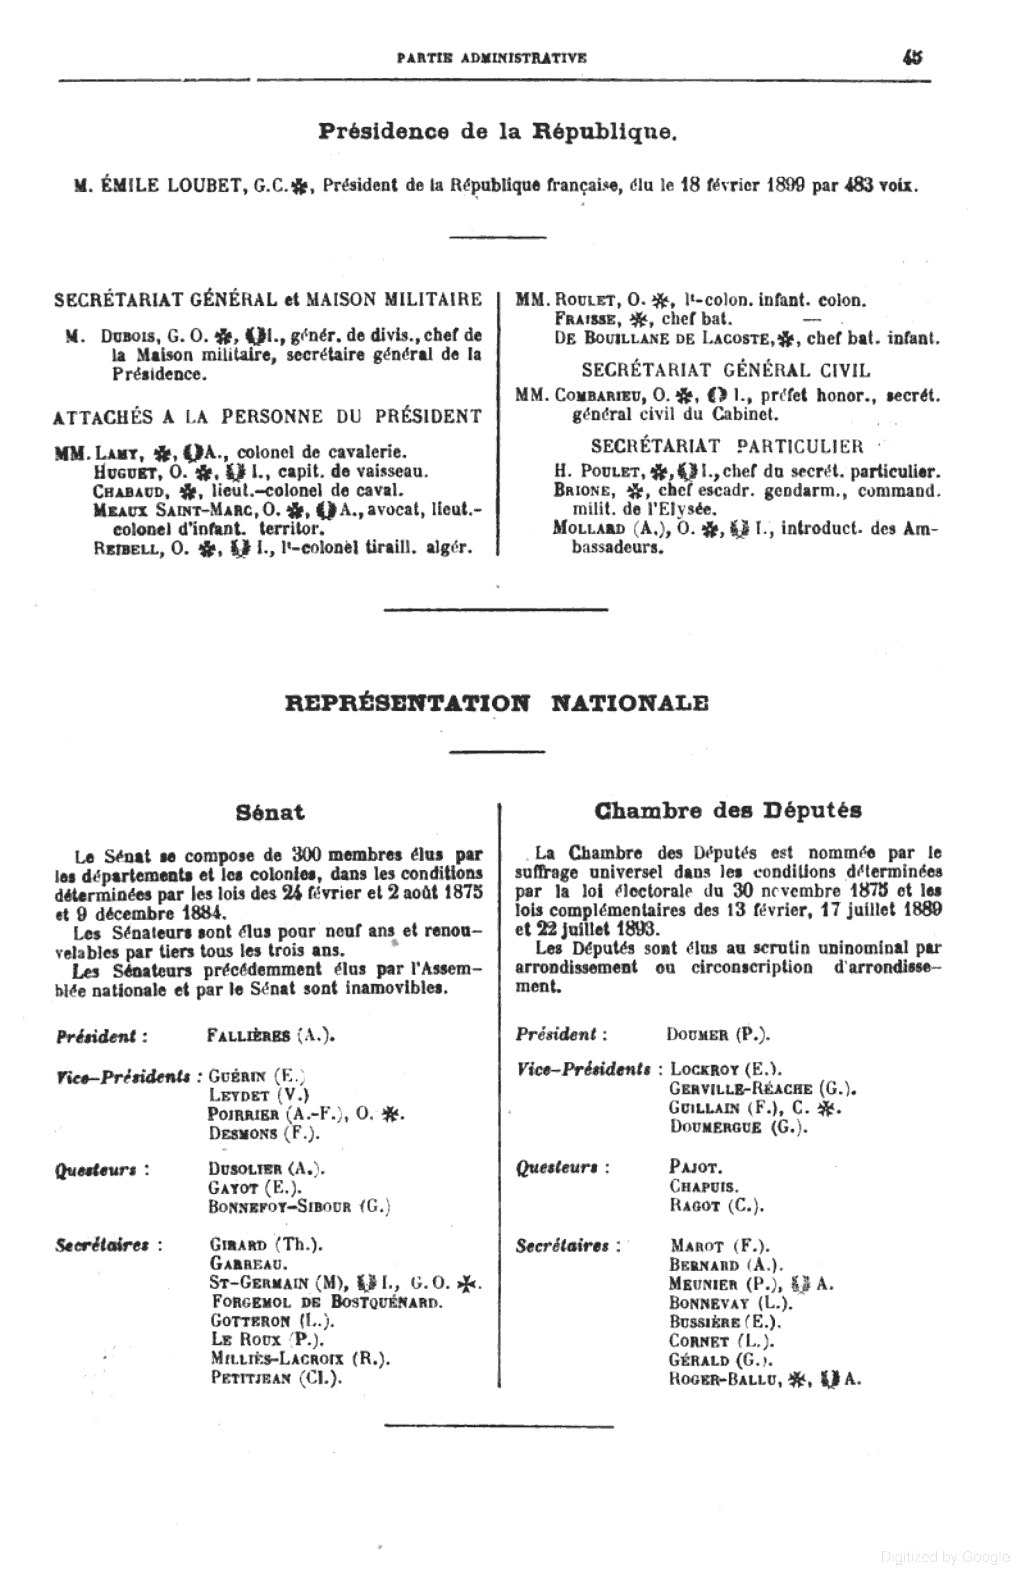 PARTIE ADMINISTRATIVE 45
Présidence de la République.
M. ÉMILE LOUBET, G.C. ✻, Président de la République française, élu le 18 février 1899 par 483 voix.
SECRÉTARIAT GÉNÉRAL et MAISON MILITAIRE
M. DUBOIS, G. O. ✻, I., génér. de divis., chef de
la Maison militaire, secrétaire général de la
Présidence.
ATTACHÉS A LA PERSONNE DU PRÉSIDENT
MM. LAMY, ✻, A., colonel de cavalerie.
HUGUET, O. ✻, I., capit. de vaisseau.
CHABAUD, ✻, lieut.-colonel de caval.
MEAUX SAINT-MARC, O. ✻, A., avocat, lieut.-
colonel d'infant. territor.
REIBELL, O. ✻, I., lt-colonel tiraill. algér.
MM. ROULET, O. ✻, lt-colon. infant. colon.
FRAISSE, ✻, chef bat. —
DE BOUILLANE DE LACOSTE, ✻, chef bat. infant.
SECRÉTARIAT GÉNÉRAL CIVIL
MM. COMBARIEU, O. ✻, I., préfet honor., secrét.
général civil du Cabinet.
SECRÉTARIAT PARTICULIER
H. POULET, ✻, I., chef du secrét. particulier.
BRIONE, ✻, chef escadr. gendarm., command.
milit. de l'Elysée.
MOLLARD (A.), O. ✻, I., introduct. des Am-
bassadeurs.
REPRÉSENTATION NATIONALE
Sénat
Le Sénat se compose de 300 membres élus par
les départements et les colonies, dans les conditions
déterminées par les lois des 24 février et 2 août 1875
et 9 décembre 1884.
Les Sénateurs sont élus pour neuf ans et renou-
velables par tiers tous les trois ans.
Les Sénateurs précédemment élus par l'Assem-
blée nationale et par le Sénat sont inamovibles.
Président : FALLIÈRES (A.).
Vice-Présidents : GUÉRIN (E.)
LEYDET (V.)
POIRRIER (A.-F.), O. ✻.
DESMONS (F.).
Questeurs : DUSOLIER (A.).
GAYOT (E.).
BONNEFOY-SIBOUR (G.)
Secrétaires : GIRARD (Th.).
GARREAU.
ST-GERMAIN (M), I., G. O. ✠.
FORGEMOL DE BOSTQUÉNARD.
GOTTERON (L.).
LE ROUX (P.).
MILLIÈS-LACROIX (R.).
PETITJEAN (Cl.).
Chambre des Députés
La Chambre des Députés est nommée par le
suffrage universel dans les conditions déterminées
par la loi électorale du 30 novembre 1875 et les
lois complémentaires des 13 février, 17 juillet 1889
et 22 juillet 1893.
Les Députés sont élus au scrutin uninominal par
arrondissement ou circonscription d'arrondisse-
ment.
Président : DOUMER (P.).
Vice-Présidents : LOCKROY (E.).
GERVILLE-RÉACHE (G.).
GUILLAIN (F.), C. ✻.
DOUMERGUE (G.).
Questeurs : PAJOT.
CHAPUIS.
RAGOT (C.).
Secrétaires : MAROT (F.).
BERNARD (A.).
MEUNIER (P.), A.
BONNEVAY (L.).
BUSSIÈRE (E.).
CORNET (L.).
GÉRALD (G.).
ROGER-BALLU, ✻, A.
Digitized by Google